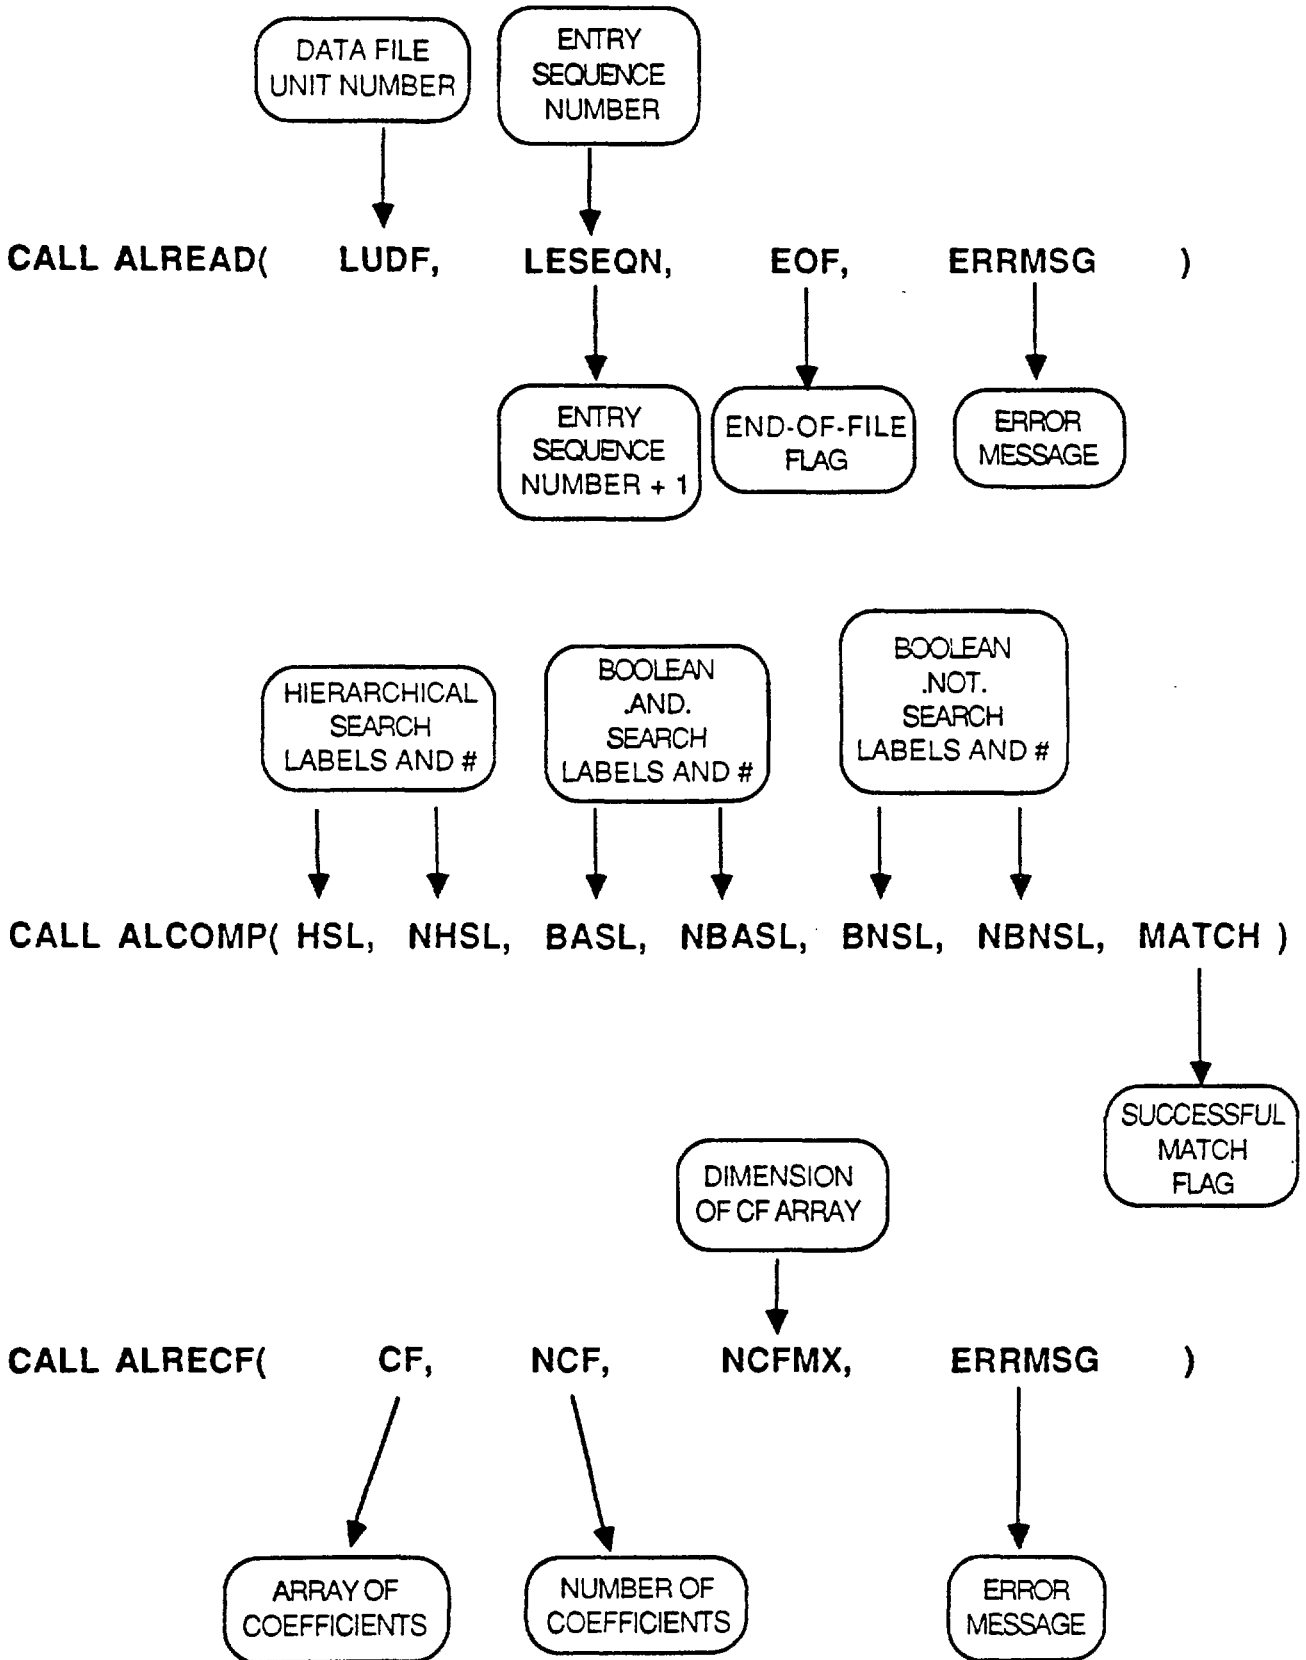 DATA FILE
UNIT NUMBER
ENTRY
SEQUENCE
NUMBER
CALL ALREAD( LUDF, LESEQN, EOF, ERRMSG )
ENTRY
SEQUENCE
NUMBER + 1
END-OF-FILE
FLAG
ERROR
MESSAGE
HIERARCHICAL
SEARCH
LABELS AND #
BOOLEAN
.AND.
SEARCH
LABELS AND #
BOOLEAN
.NOT.
SEARCH
LABELS AND #
CALL ALCOMP( HSL, NHSL, BASL, NBASL, BNSL, NBNSL, MATCH )
SUCCESSFUL
MATCH
FLAG
DIMENSION
OF CF ARRAY
CALL ALRECF( CF, NCF, NCFMX, ERRMSG )
ARRAY OF
COEFFICIENTS
NUMBER OF
COEFFICIENTS
ERROR
MESSAGE